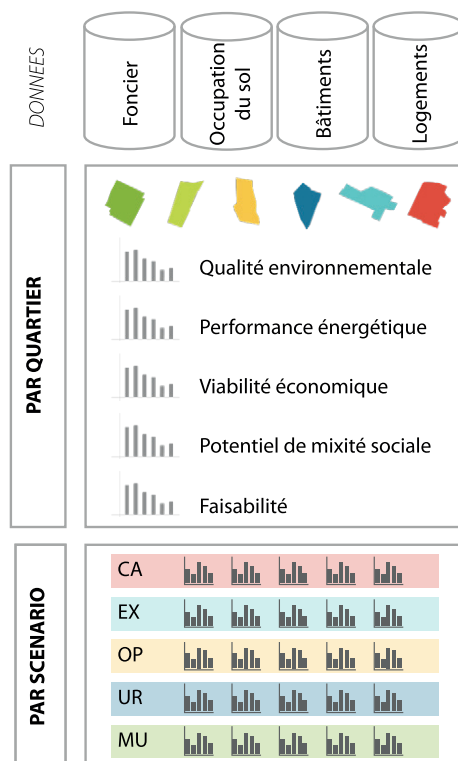 DONNEES
Foncier
Occupation
du sol
Bâtiments
Logements
PAR QUARTIER
Qualité environnementale
Performance énergétique
Viabilité économique
Potentiel de mixité sociale
Faisabilité
PAR SCENARIO
CA
EX
OP
UR
MU